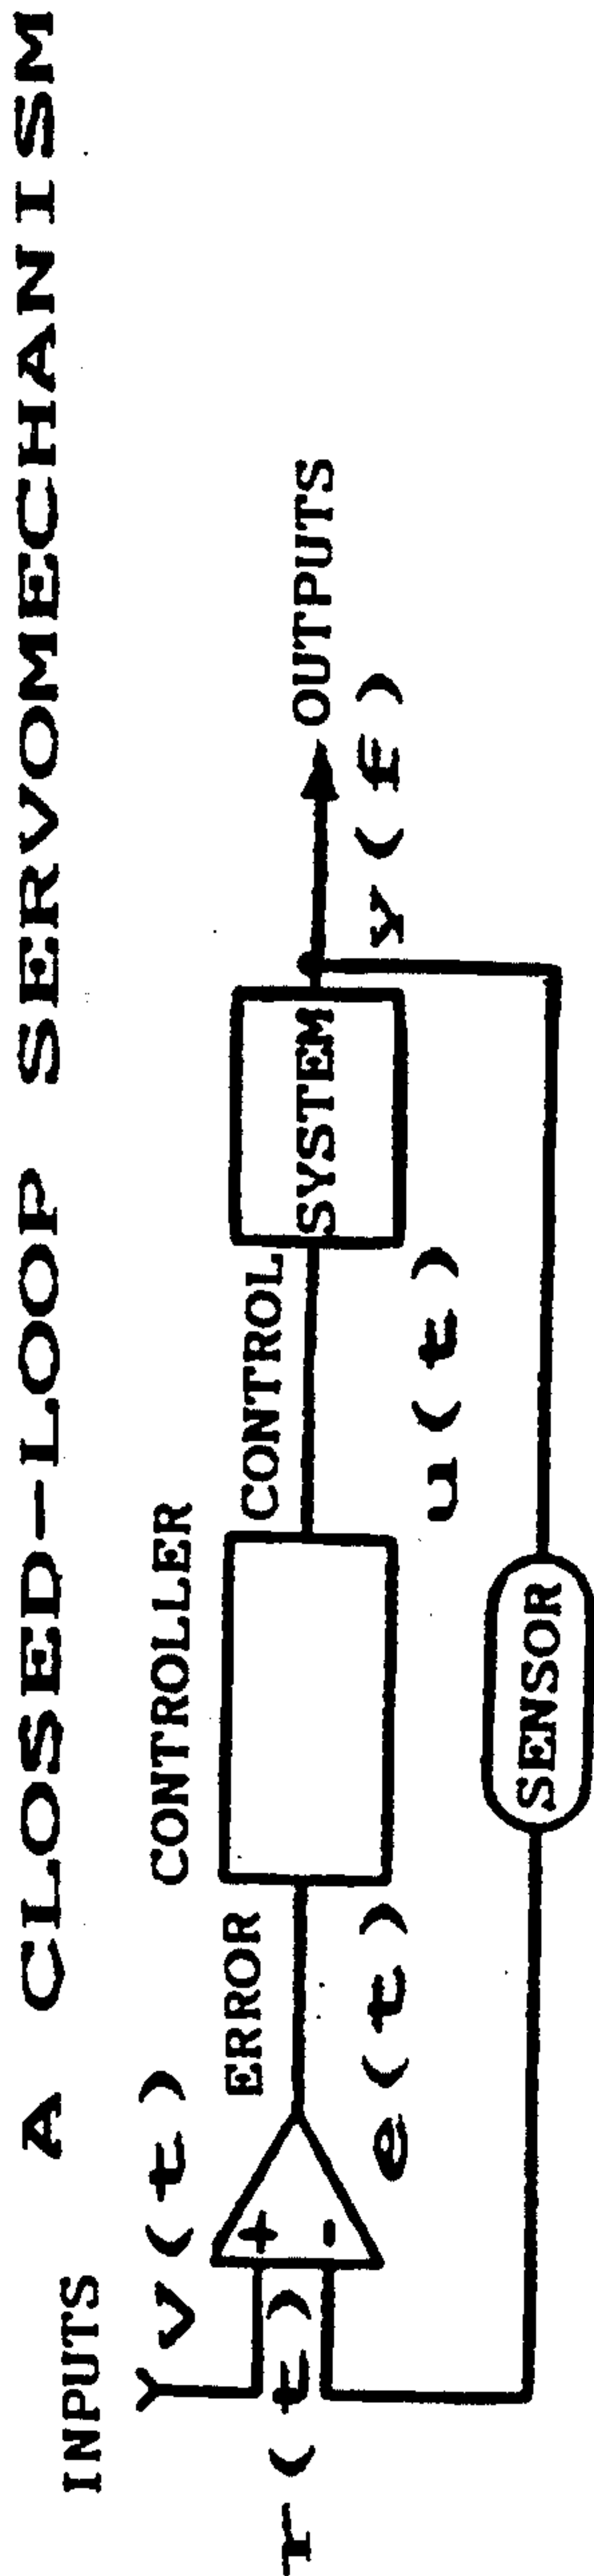 A CLOSED-LOOP SERVOMECHANISM
INPUTS
v(t)
CONTROLLER
ERROR
CONTROL
+
-
SYSTEM
OUTPUTS
r(t)
e(t)
u(t)
y(t)
SENSOR